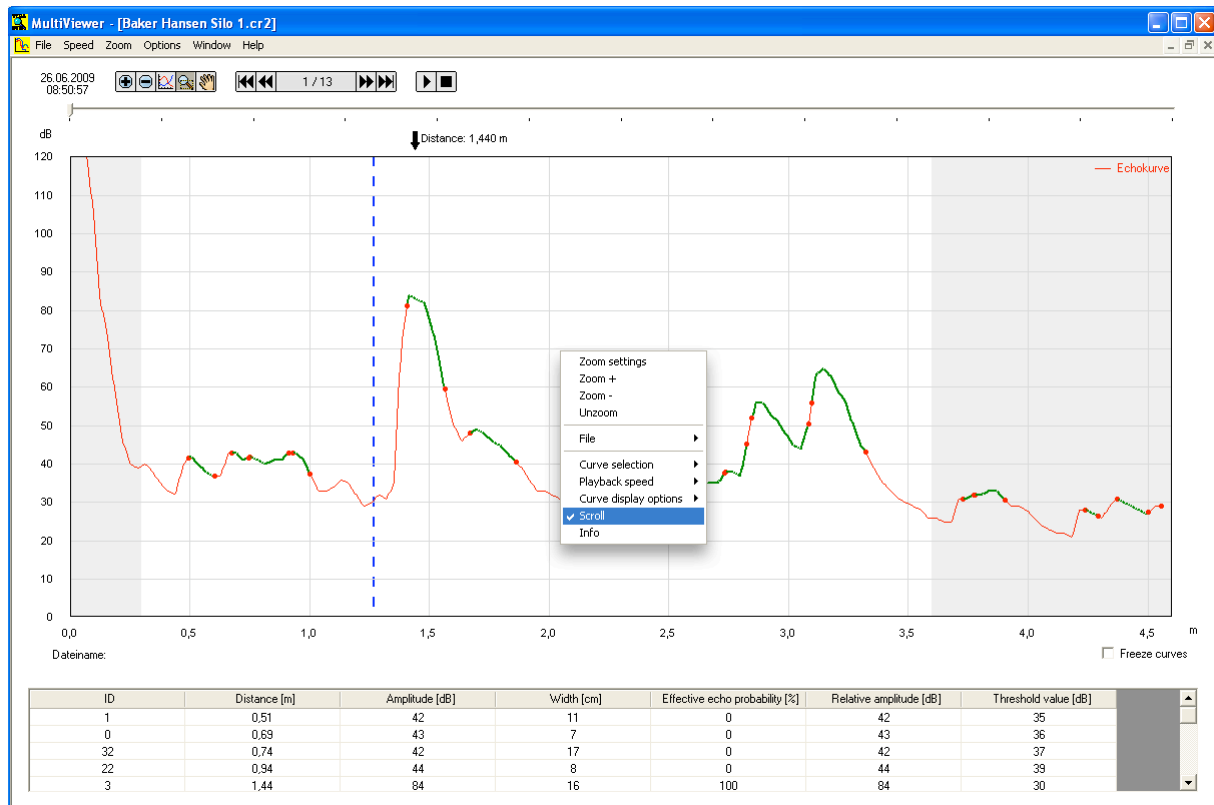 MultiViewer - [Baker Hansen Silo 1.cr2]
File Speed Zoom Options Window Help
26.06.2009
08:50:57
1 / 13
dB
Distance: 1,440 m
120
Echokurve
110
100
90
80
70
60
50
40
30
20
10
0
Zoom settings
Zoom +
Zoom -
Unzoom
File
Curve selection
Playback speed
Curve display options
Scroll
Info
0,0 0,5 1,0 1,5 2,0 2,5 3,0 3,5 4,0 4,5 m
Dateiname:
Freeze curves
ID Distance [m] Amplitude [dB] Width [cm] Effective echo probability [%] Relative amplitude [dB] Threshold value [dB]
1 0,51 42 11 0 42 35
0 0,69 43 7 0 43 36
32 0,74 42 17 0 42 37
22 0,94 44 8 0 44 39
3 1,44 84 16 100 84 30